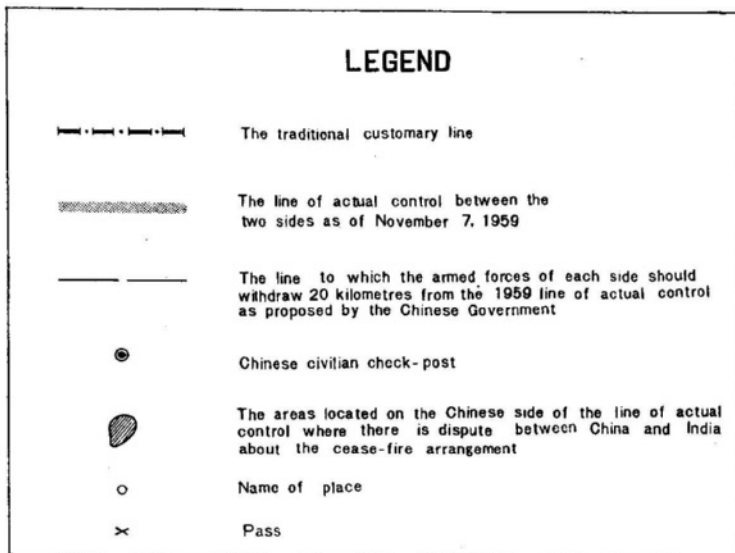 LEGEND
The traditional customary line
The line of actual control between the
two sides as of November 7, 1959
The line to which the armed forces of each side should
withdraw 20 kilometres from the 1959 line of actual control
as proposed by the Chinese Government
Chinese civilian check-post
The areas located on the Chinese side of the line of actual
control where there is dispute between China and India
about the cease-fire arrangement
Name of place
Pass